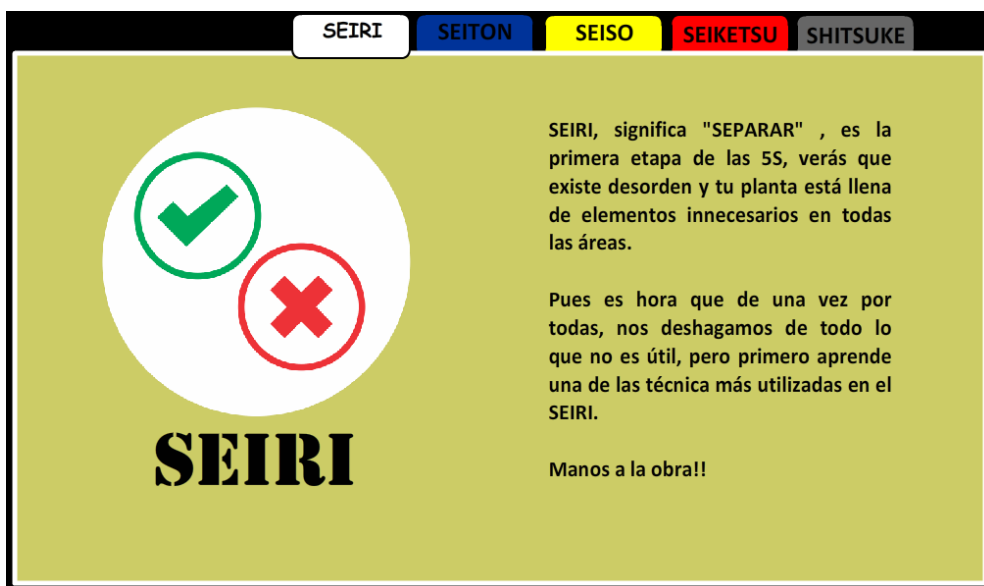 SEIRI
SEITON
SEISO
SEIKETSU
SHITSUKE
SEIRI, significa "SEPARAR" , es la
primera etapa de las 5S, verás que
existe desorden y tu planta está llena
de elementos innecesarios en todas
las áreas.
Pues es hora que de una vez por
todas, nos deshagamos de todo lo
que no es útil, pero primero aprende
una de las técnica más utilizadas en el
SEIRI.
Manos a la obra!!
SEIRI